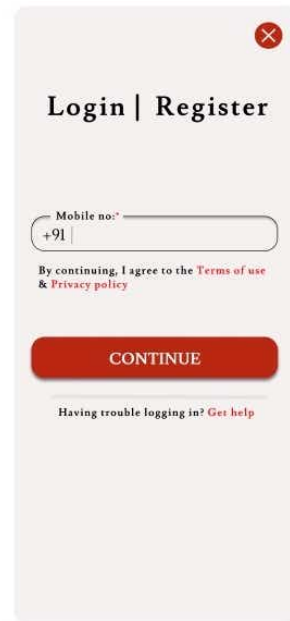 Login | Register
Mobile no:*
+91 |
By continuing, I agree to the Terms of use
& Privacy policy
CONTINUE
Having trouble logging in? Get help